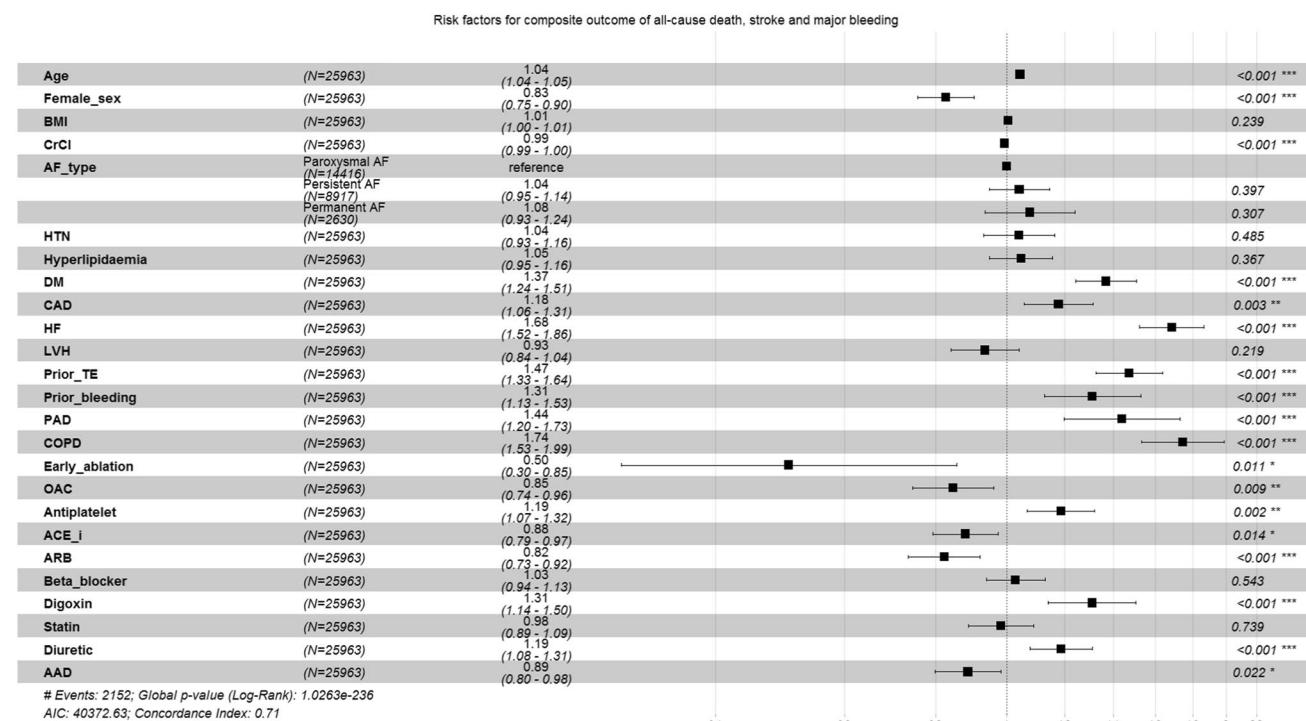 Risk factors for composite outcome of all-cause death, stroke and major bleeding
Age (N=25963) 1.04 (1.04 - 1.05) <0.001 ***
Female_sex (N=25963) 0.83 (0.75 - 0.90) <0.001 ***
BMI (N=25963) 1.01 (1.00 - 1.01) 0.239
CrCl (N=25963) 0.99 (0.99 - 1.00) <0.001 ***
AF_type Paroxysmal AF (N=14416) reference
Persistent AF (N=8917) 1.04 (0.95 - 1.14) 0.397
Permanent AF (N=2630) 1.08 (0.93 - 1.24) 0.307
HTN (N=25963) 1.04 (0.93 - 1.16) 0.485
Hyperlipidaemia (N=25963) 1.05 (0.95 - 1.16) 0.367
DM (N=25963) 1.37 (1.24 - 1.51) <0.001 ***
CAD (N=25963) 1.18 (1.06 - 1.31) 0.003 **
HF (N=25963) 1.68 (1.52 - 1.86) <0.001 ***
LVH (N=25963) 0.93 (0.84 - 1.04) 0.219
Prior_TE (N=25963) 1.47 (1.33 - 1.64) <0.001 ***
Prior_bleeding (N=25963) 1.31 (1.13 - 1.53) <0.001 ***
PAD (N=25963) 1.44 (1.20 - 1.73) <0.001 ***
COPD (N=25963) 1.74 (1.53 - 1.99) <0.001 ***
Early_ablation (N=25963) 0.50 (0.30 - 0.85) 0.011 *
OAC (N=25963) 0.85 (0.74 - 0.96) 0.009 **
Antiplatelet (N=25963) 1.19 (1.07 - 1.32) 0.002 **
ACE_i (N=25963) 0.88 (0.79 - 0.97) 0.014 *
ARB (N=25963) 0.82 (0.73 - 0.92) <0.001 ***
Beta_blocker (N=25963) 1.03 (0.94 - 1.13) 0.543
Digoxin (N=25963) 1.31 (1.14 - 1.50) <0.001 ***
Statin (N=25963) 0.98 (0.89 - 1.09) 0.739
Diuretic (N=25963) 1.19 (1.08 - 1.31) <0.001 ***
AAD (N=25963) 0.89 (0.80 - 0.98) 0.022 *
# Events: 2152; Global p-value (Log-Rank): 1.0263e-236
AIC: 40372.63; Concordance Index: 0.71